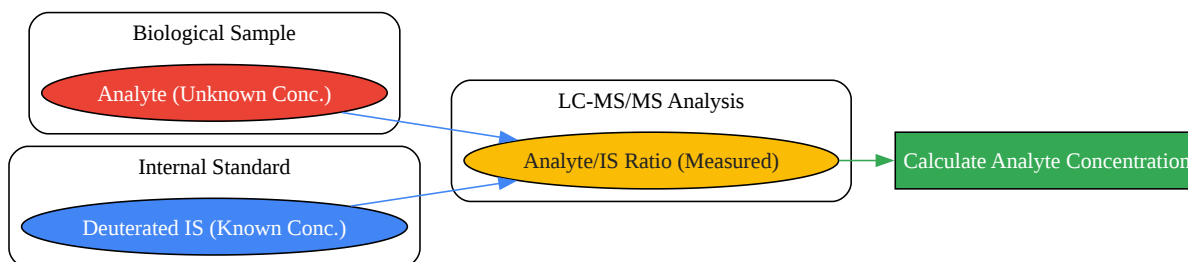 Biological Sample
Analyte (Unknown Conc.)
Internal Standard
Deuterated IS (Known Conc.)
LC-MS/MS Analysis
Analyte/IS Ratio (Measured)
Calculate Analyte Concentration